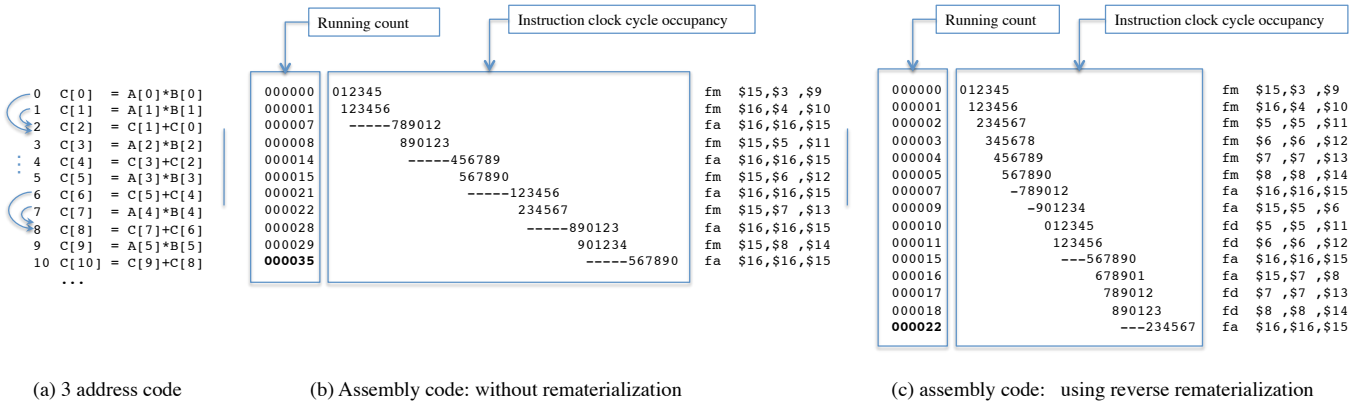 Running count
Instruction clock cycle occupancy
0 C[0] = A[0]*B[0]
1 C[1] = A[1]*B[1]
2 C[2] = C[1]+C[0]
3 C[3] = A[2]*B[2]
4 C[4] = C[3]+C[2]
5 C[5] = A[3]*B[3]
6 C[6] = C[5]+C[4]
7 C[7] = A[4]*B[4]
8 C[8] = C[7]+C[6]
9 C[9] = A[5]*B[5]
10 C[10] = C[9]+C[8]
...
(a) 3 address code
000000 012345 fm $15,$3 ,$9
000001 123456 fm $16,$4 ,$10
000007 -----789012 fa $16,$16,$15
000008 890123 fm $15,$5 ,$11
000014 -----456789 fa $16,$16,$15
000015 567890 fm $15,$6 ,$12
000021 -----123456 fa $16,$16,$15
000022 234567 fm $15,$7 ,$13
000028 -----890123 fa $16,$16,$15
000029 901234 fm $15,$8 ,$14
000035 -----567890 fa $16,$16,$15
(b) Assembly code: without rematerialization
Running count
Instruction clock cycle occupancy
000000 012345 fm $15,$3 ,$9
000001 123456 fm $16,$4 ,$10
000002 234567 fm $5 ,$5 ,$11
000003 345678 fm $6 ,$6 ,$12
000004 456789 fm $7 ,$7 ,$13
000005 567890 fm $8 ,$8 ,$14
000007 -789012 fa $16,$16,$15
000009 -901234 fa $15,$5 ,$6
000010 012345 fd $5 ,$5 ,$11
000011 123456 fd $6 ,$6 ,$12
000015 ---567890 fa $16,$16,$15
000016 678901 fa $15,$7 ,$8
000017 789012 fd $7 ,$7 ,$13
000018 890123 fd $8 ,$8 ,$14
000022 ---234567 fa $16,$16,$15
(c) assembly code: using reverse rematerialization